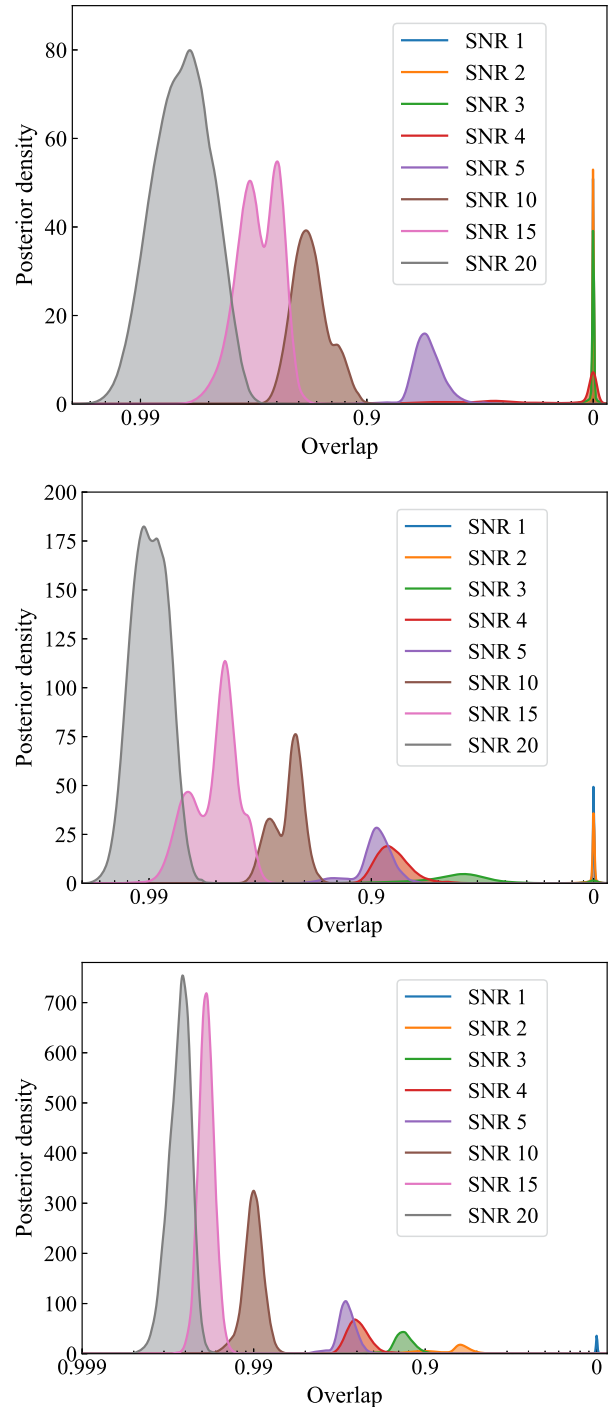 80
60
40
20
0
Posterior density
SNR 1
SNR 2
SNR 3
SNR 4
SNR 5
SNR 10
SNR 15
SNR 20
0.99
0.9
0
Overlap
200
175
150
125
100
75
50
25
0
Posterior density
SNR 1
SNR 2
SNR 3
SNR 4
SNR 5
SNR 10
SNR 15
SNR 20
0.99
0.9
0
Overlap
700
600
500
400
300
200
100
0
Posterior density
SNR 1
SNR 2
SNR 3
SNR 4
SNR 5
SNR 10
SNR 15
SNR 20
0.999
0.99
0.9
0
Overlap